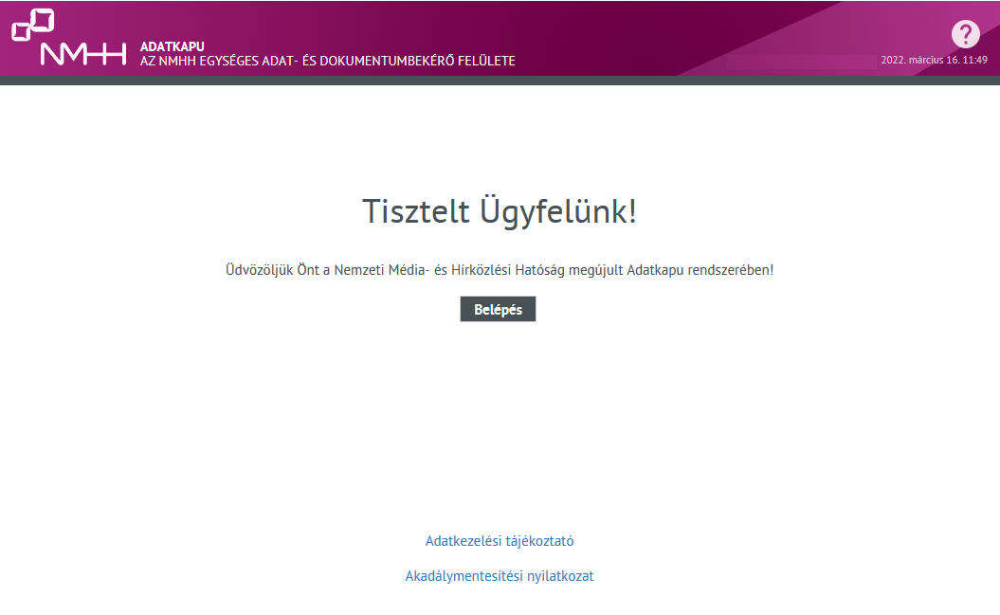 NMHH
ADATKAPU
AZ NMHH EGYSÉGES ADAT- ÉS DOKUMENTUMBEKÉRŐ FELÜLETE
?
2022. március 16. 11:49
Tisztelt Ügyfelünk!
Üdvözöljük Önt a Nemzeti Média- és Hírközlési Hatóság megújult Adatkapu rendszerében!
Belépés
Adatkezelési tájékoztató
Akadálymentesítési nyilatkozat